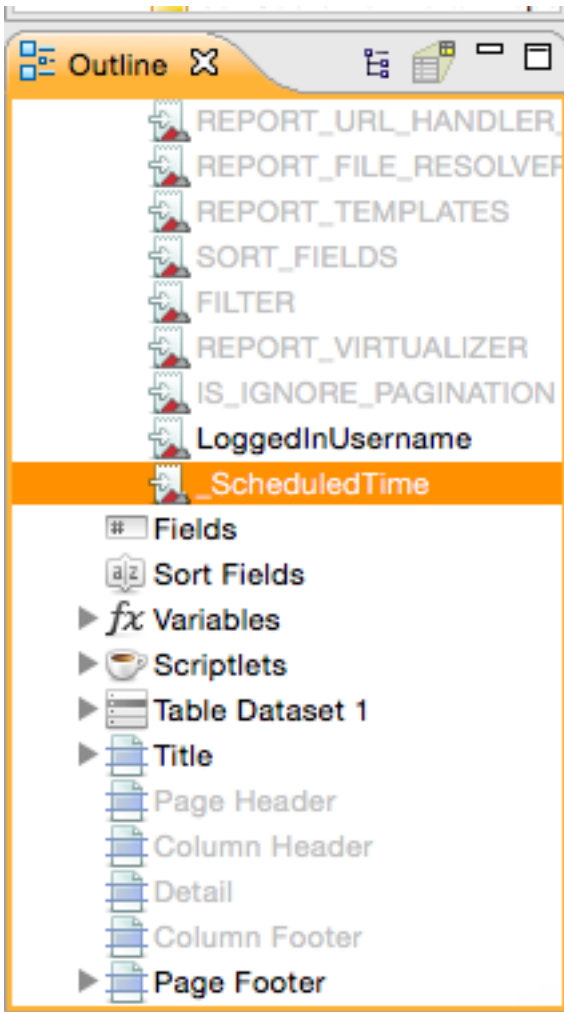 Outline
REPORT_URL_HANDLER_
REPORT_FILE_RESOLVER
REPORT_TEMPLATES
SORT_FIELDS
FILTER
REPORT_VIRTUALIZER
IS_IGNORE_PAGINATION
LoggedInUsername
_ScheduledTime
# Fields
a z Sort Fields
fx Variables
Scriptlets
Table Dataset 1
Title
Page Header
Column Header
Detail
Column Footer
Page Footer